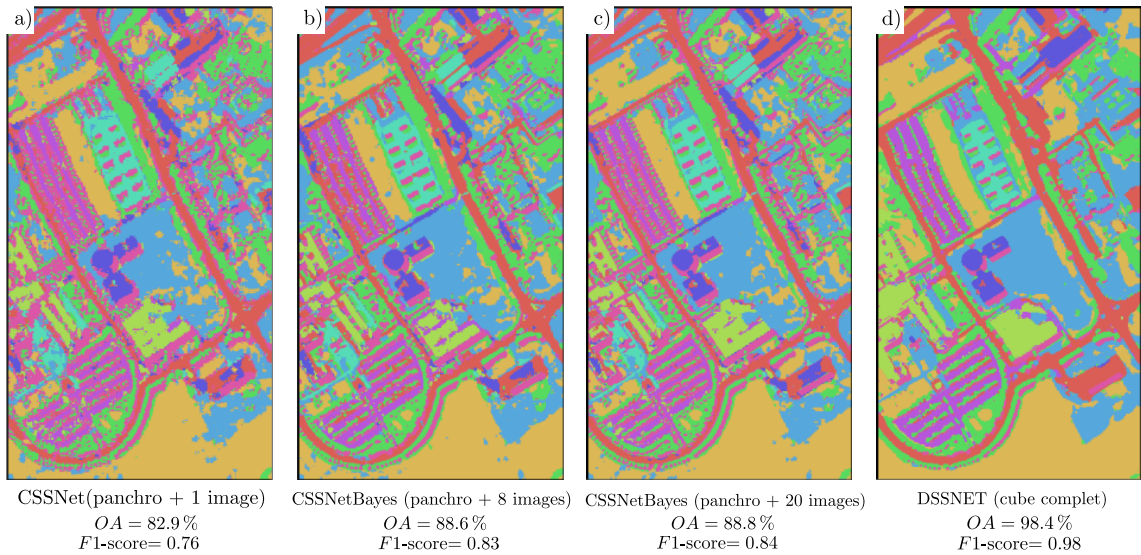 a)
b)
c)
d)
CSSNet(panchro + 1 image)
OA = 82.9 %
F1-score= 0.76
CSSNetBayes (panchro + 8 images)
OA = 88.6 %
F1-score= 0.83
CSSNetBayes (panchro + 20 images)
OA = 88.8 %
F1-score= 0.84
DSSNET (cube complet)
OA = 98.4 %
F1-score= 0.98